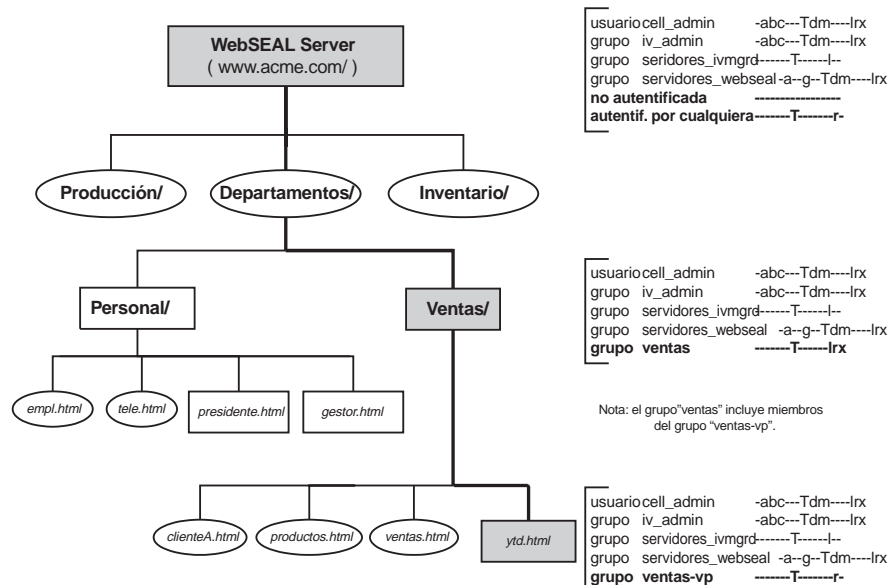 WebSEAL Server
( www.acme.com/ )
usuario cell_admin -abc---Tdm----lrx
grupo iv_admin -abc---Tdm----lrx
grupo seridores_ivmgrd-------T------l--
grupo servidores_webseal -a--g--Tdm----lrx
no autentificada -----------------
autentif. por cualquiera-------T-------r-
Producción/
Departamentos/
Inventario/
Personal/
Ventas/
usuario cell_admin -abc---Tdm----lrx
grupo iv_admin -abc---Tdm----lrx
grupo servidores_ivmgrd-------T------l--
grupo servidores_webseal -a--g--Tdm----lrx
grupo ventas -------T------lrx
empl.html
tele.html
presidente.html
gestor.html
Nota: el grupo"ventas" incluye miembros
del grupo “ventas-vp”.
clienteA.html
productos.html
ventas.html
ytd.html
usuario cell_admin -abc---Tdm----lrx
grupo iv_admin -abc---Tdm----lrx
grupo servidores_ivmgrd-------T------l--
grupo servidores_webseal -a--g--Tdm----lrx
grupo ventas-vp -------T-------r-